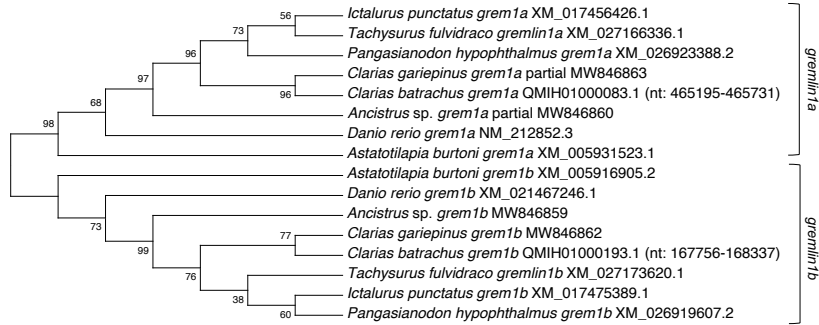 56
Ictalurus punctatus grem1a XM_017456426.1
73
Tachysurus fulvidraco gremlin1a XM_027166336.1
96
Pangasianodon hypophthalmus grem1a XM_026923388.2
97
Clarias gariepinus grem1a partial MW846863
96
Clarias batrachus QMIH01000083.1 (nt: 465195-465731)
68
Ancistrus sp. grem1a partial MW846860
98
Danio rerio grem1a NM_212852.3
Astatotilapia burtoni grem1a XM_005931523.1
gremlin1a
Astatotilapia burtoni grem1b XM_005916905.2
Danio rerio grem1b XM_021467246.1
73
Ancistrus sp. grem1b MW846859
99
77
Clarias gariepinus grem1b MW846862
Clarias batrachus grem1b QMIH01000193.1 (nt: 167756-168337)
76
Tachysurus fulvidraco gremlin1b XM_027173620.1
38
Ictalurus punctatus grem1b XM_017475389.1
60
Pangasianodon hypophthalmus grem1b XM_026919607.2
gremlin1b